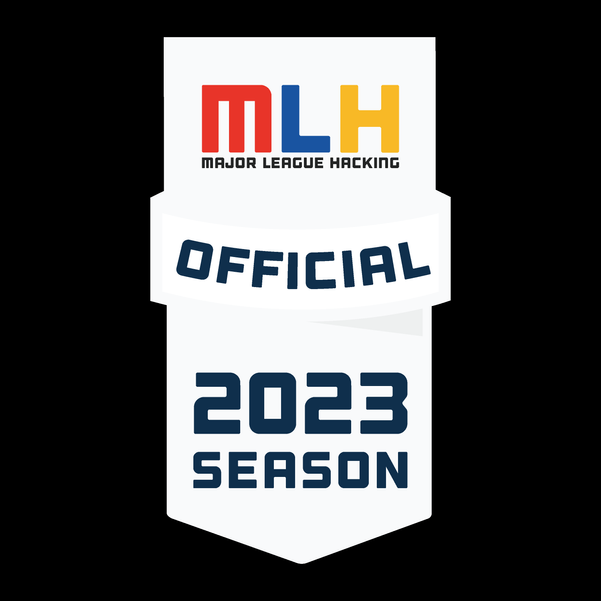 MLH
MAJOR LEAGUE HACKING
OFFICIAL
2023
SEASON